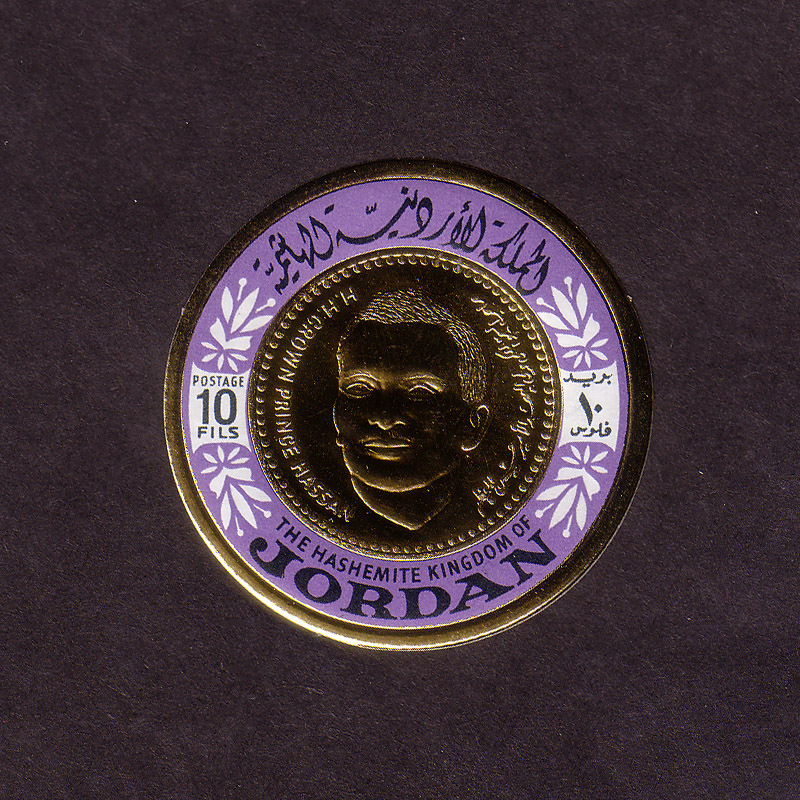 المملكة الأردنية الهاشمية
H.H. CROWN PRINCE HASSAN
POSTAGE
10
FILS
بريد
١٠
فلوس
THE HASHEMITE KINGDOM OF
JORDAN